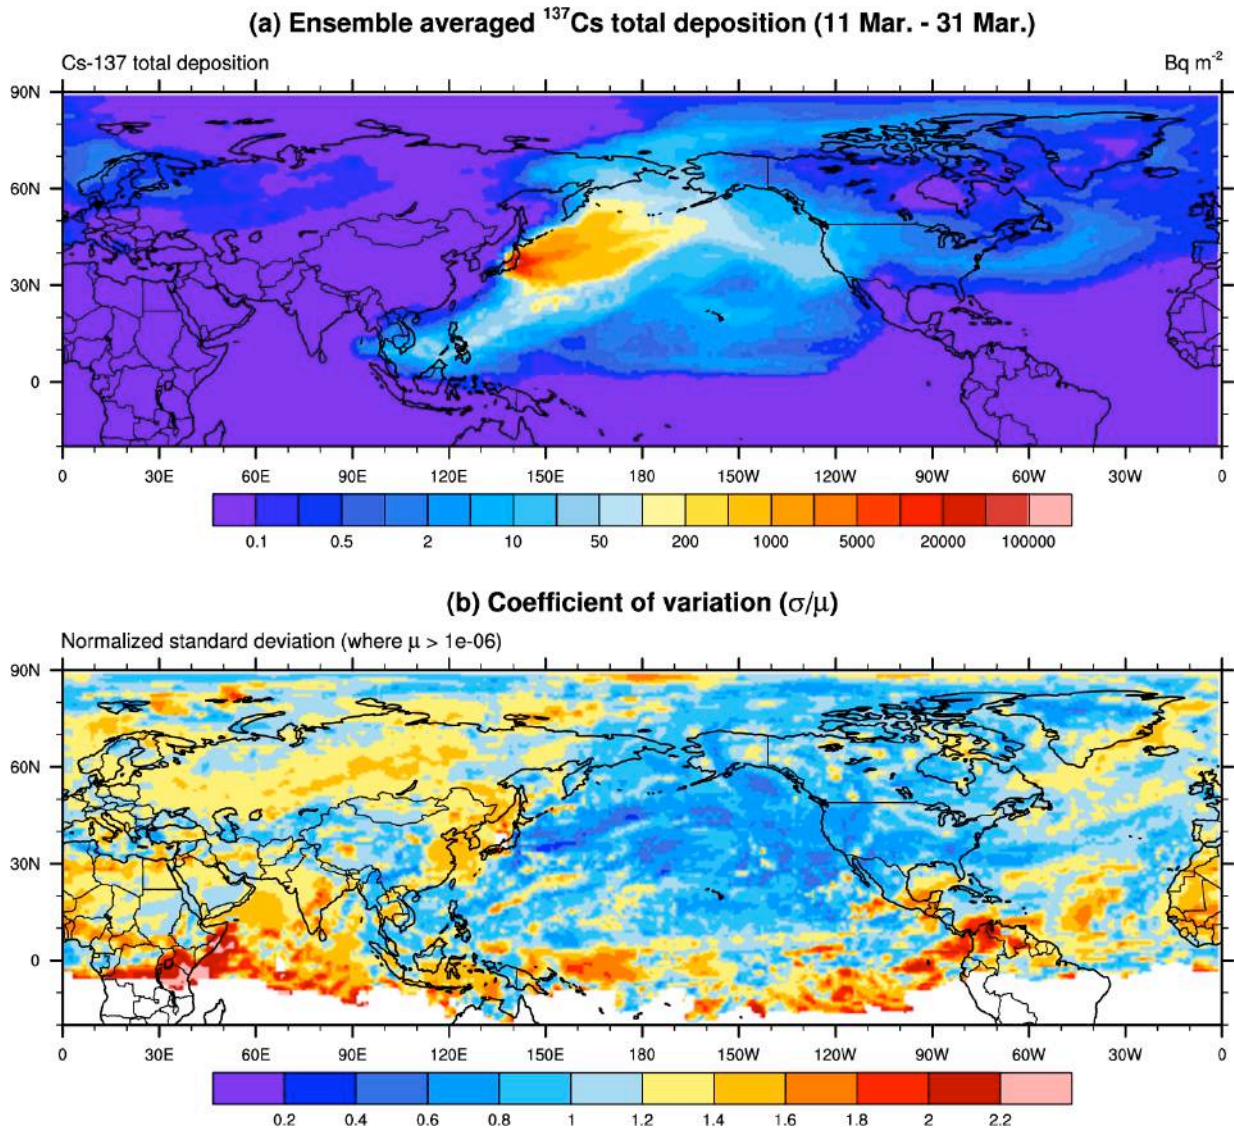 (a) Ensemble averaged ¹³⁷Cs total deposition (11 Mar. - 31 Mar.)
Cs-137 total deposition Bq m⁻²
90N
60N
30N
0
0 30E 60E 90E 120E 150E 180 150W 120W 90W 60W 30W 0
0.1 0.5 2 10 50 200 1000 5000 20000 100000
(b) Coefficient of variation (σ/μ)
Normalized standard deviation (where μ > 1e-06)
90N
60N
30N
0
0 30E 60E 90E 120E 150E 180 150W 120W 90W 60W 30W 0
0.2 0.4 0.6 0.8 1 1.2 1.4 1.6 1.8 2 2.2